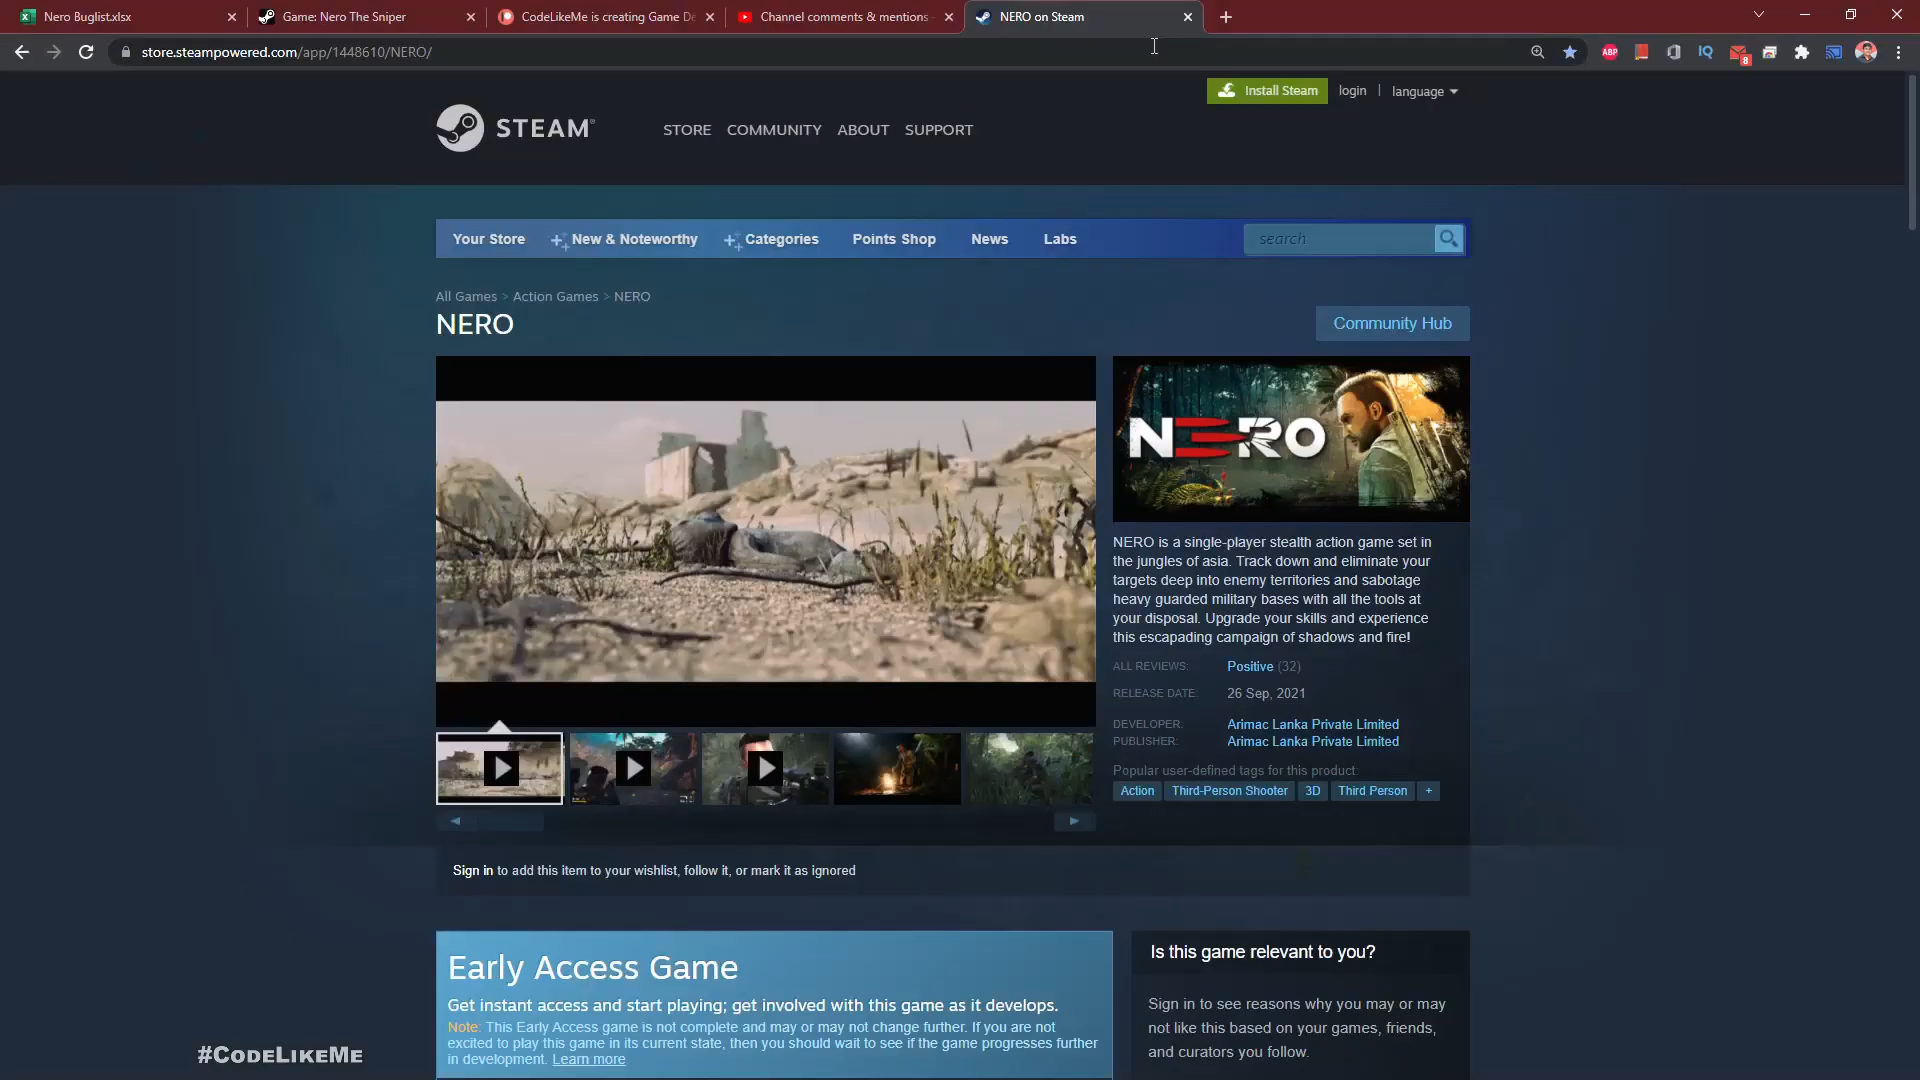 Nero Buglist.xlsx
Game: Nero The Sniper
CodeLikeMe is creating Game De
Channel comments & mentions
NERO on Steam
store.steampowered.com/app/1448610/NERO/
ABP
IQ
8
Install Steam
login
language
STEAM
STORE
COMMUNITY
ABOUT
SUPPORT
Your Store
New & Noteworthy
Categories
Points Shop
News
Labs
search
All Games > Action Games > NERO
NERO
Community Hub
NERO
NERO is a single-player stealth action game set in
the jungles of asia. Track down and eliminate your
targets deep into enemy territories and sabotage
heavy guarded military bases with all the tools at
your disposal. Upgrade your skills and experience
this escapading campaign of shadows and fire!
ALL REVIEWS: Positive (32)
RELEASE DATE: 26 Sep, 2021
DEVELOPER: Arimac Lanka Private Limited
PUBLISHER: Arimac Lanka Private Limited
Popular user-defined tags for this product:
Action Third-Person Shooter 3D Third Person +
Sign in to add this item to your wishlist, follow it, or mark it as ignored
Early Access Game
Get instant access and start playing; get involved with this game as it develops.
Note: This Early Access game is not complete and may or may not change further. If you are not
excited to play this game in its current state, then you should wait to see if the game progresses further
in development. Learn more
Is this game relevant to you?
Sign in to see reasons why you may or may
not like this based on your games, friends,
and curators you follow.
#CodeLikeMe